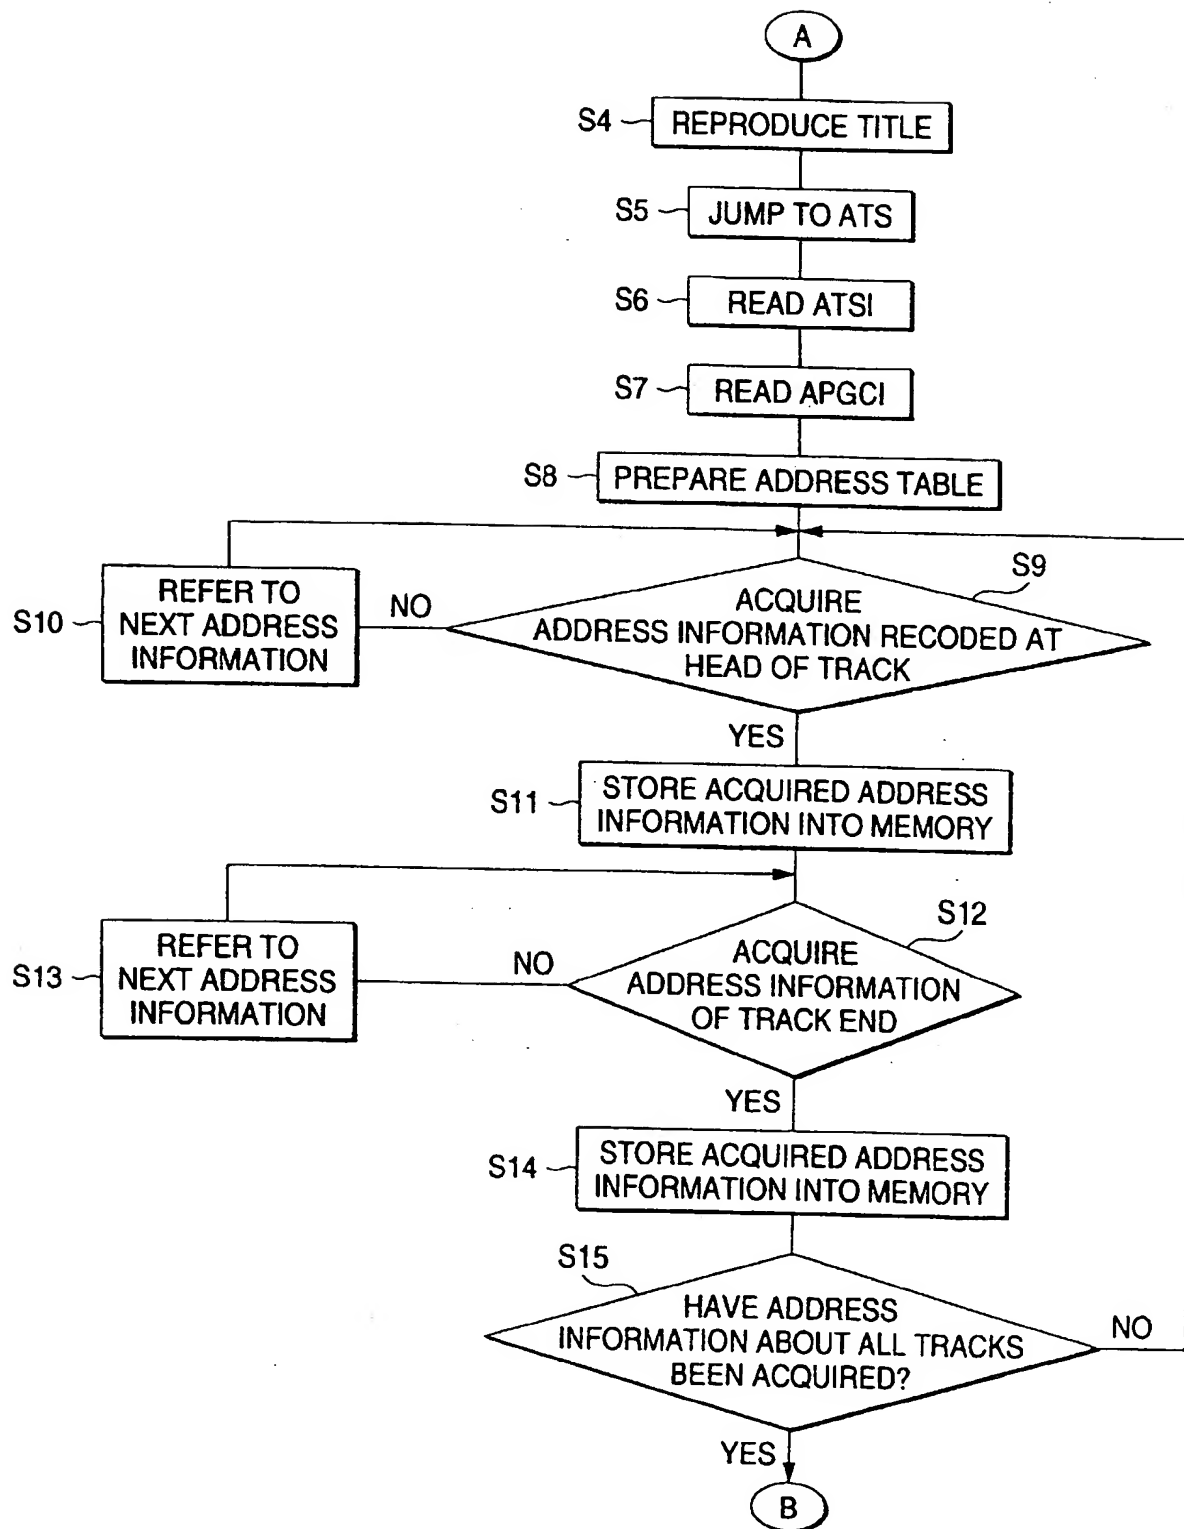 A
S4
REPRODUCE TITLE
S5
JUMP TO ATS
S6
READ ATSI
S7
READ APGCI
S8
PREPARE ADDRESS TABLE
S9
ACQUIRE
ADDRESS INFORMATION RECODED AT
HEAD OF TRACK
NO
S10
REFER TO
NEXT ADDRESS
INFORMATION
YES
S11
STORE ACQUIRED ADDRESS
INFORMATION INTO MEMORY
S12
ACQUIRE
ADDRESS INFORMATION
OF TRACK END
NO
S13
REFER TO
NEXT ADDRESS
INFORMATION
YES
S14
STORE ACQUIRED ADDRESS
INFORMATION INTO MEMORY
S15
HAVE ADDRESS
INFORMATION ABOUT ALL TRACKS
BEEN ACQUIRED?
NO
YES
B